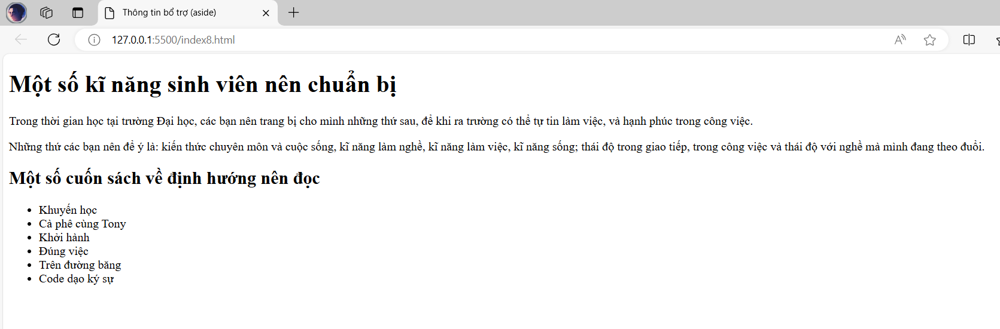 Thông tin bổ trợ (aside)
127.0.0.1:5500/index8.html
Một số kĩ năng sinh viên nên chuẩn bị
Trong thời gian học tại trường Đại học, các bạn nên trang bị cho mình những thứ sau, để khi ra trường có thể tự tin làm việc, và hạnh phúc trong công việc.
Những thứ các bạn nên để ý là: kiến thức chuyên môn và cuộc sống, kĩ năng làm nghề, kĩ năng làm việc, kĩ năng sống; thái độ trong giao tiếp, trong công việc và thái độ với nghề mà mình đang theo đuổi.
Một số cuốn sách về định hướng nên đọc
• Khuyến học
• Cà phê cùng Tony
• Khởi hành
• Đúng việc
• Trên đường băng
• Code dạo ký sự